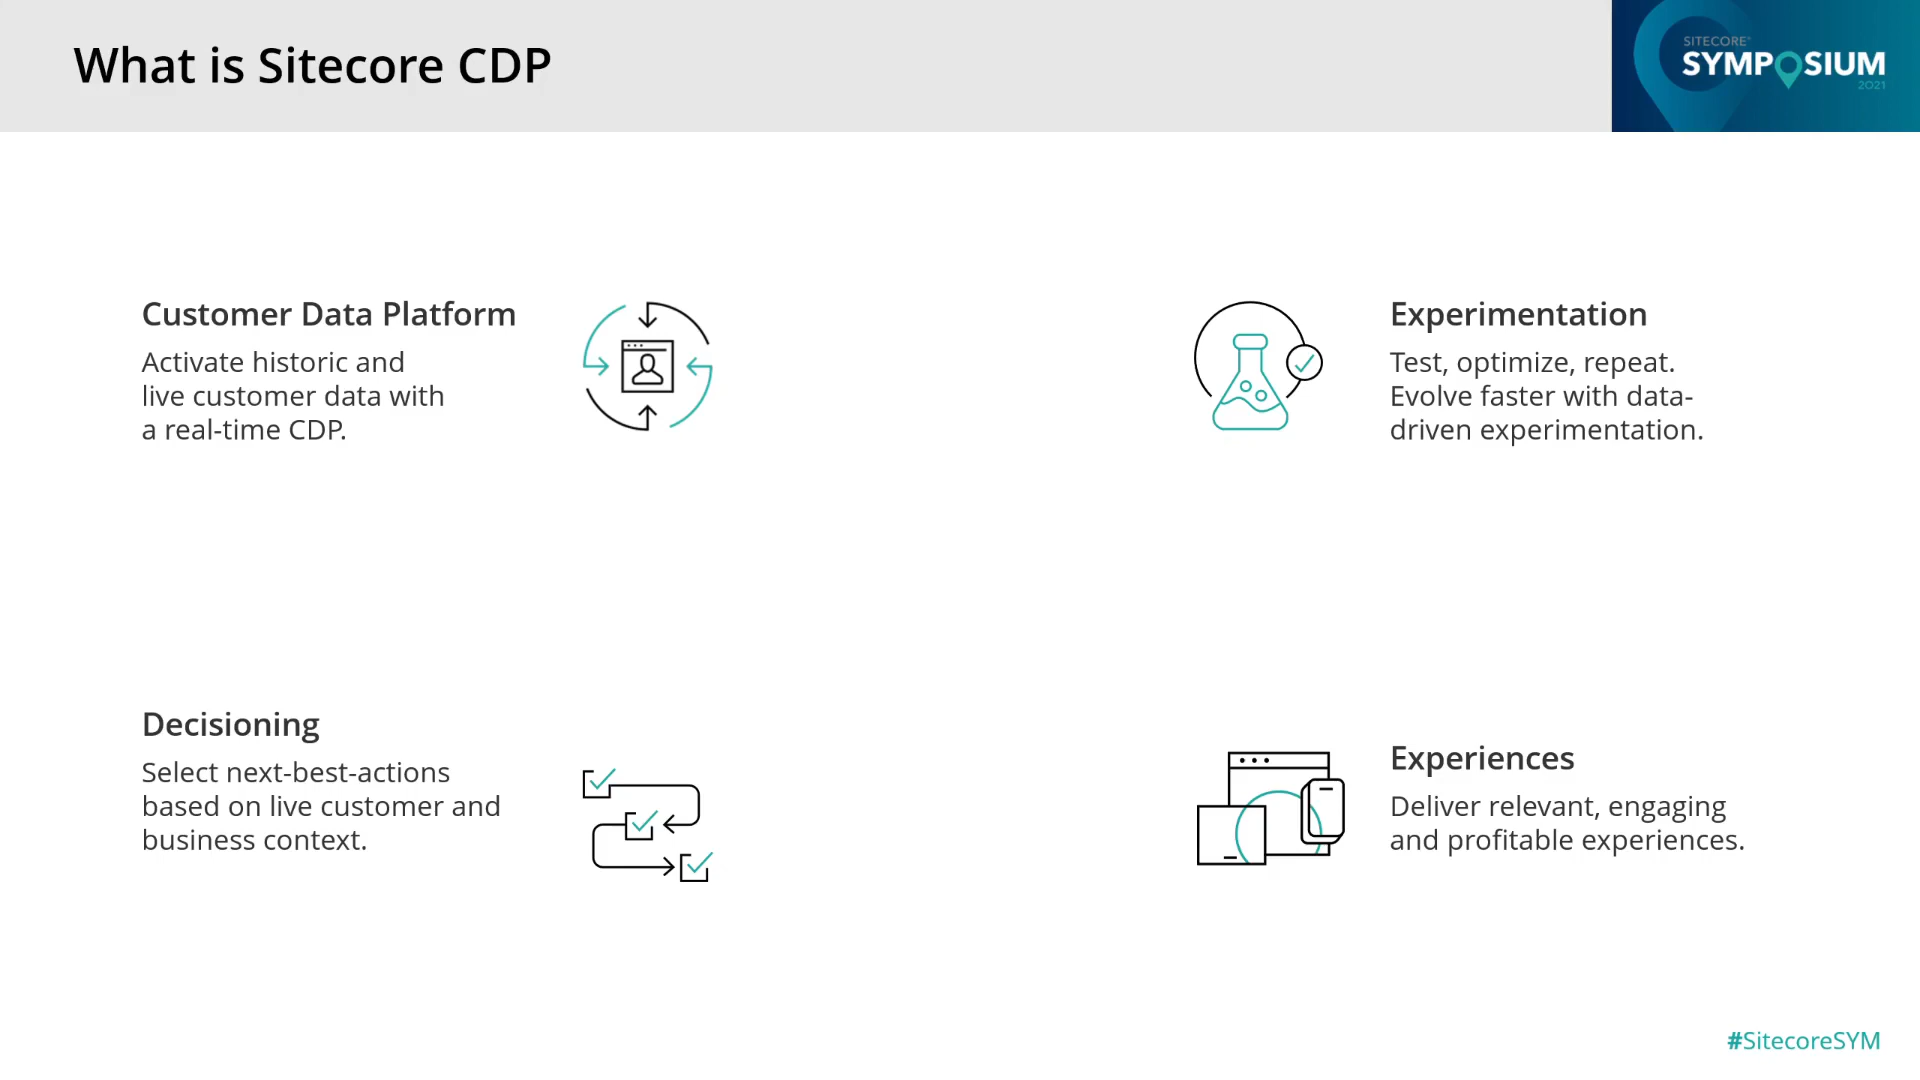 What is Sitecore CDP
SITECORE™
SYMPOSIUM
2021
Customer Data Platform
Activate historic and
live customer data with
a real-time CDP.
Experimentation
Test, optimize, repeat.
Evolve faster with data-
driven experimentation.
Decisioning
Select next-best-actions
based on live customer and
business context.
Experiences
Deliver relevant, engaging
and profitable experiences.
#SitecoreSYM